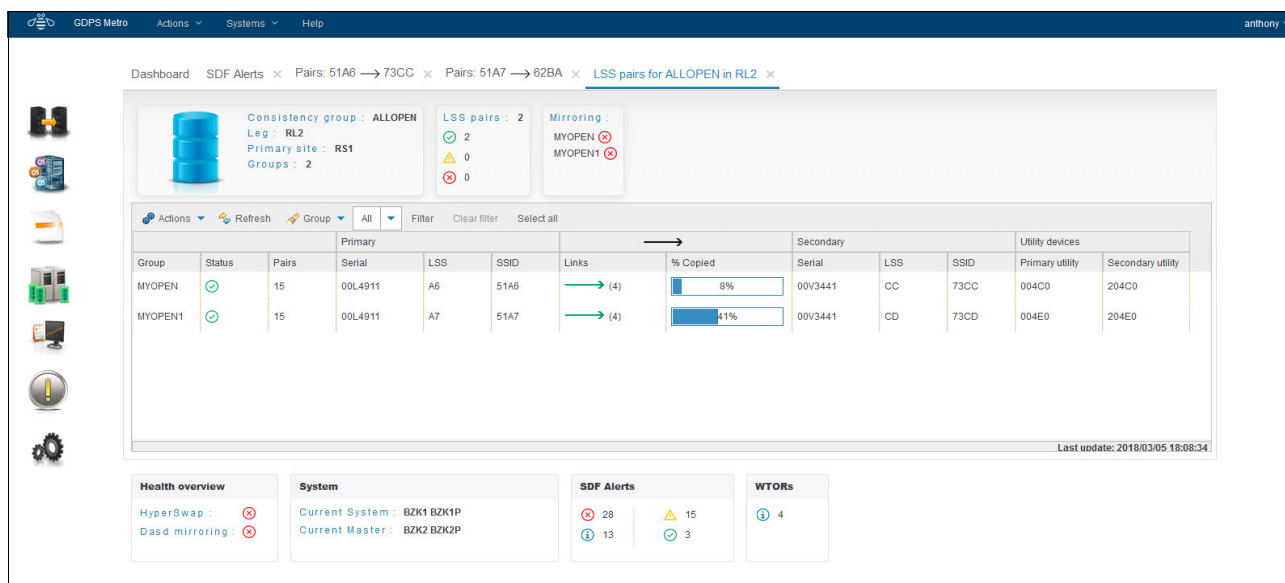 GDPS Metro Actions Systems Help anthony
Dashboard SDF Alerts × Pairs: 51A6 → 73CC × Pairs: 51A7 → 62BA × LSS pairs for ALLOPEN in RL2 ×
Consistency group : ALLOPEN
Leg : RL2
Primary site : RS1
Groups : 2
LSS pairs : 2
2
0
0
Mirroring :
MYOPEN
MYOPEN1
Actions Refresh Group All Filter Clear filter Select all
Primary → Secondary Utility devices
Group Status Pairs Serial LSS SSID Links % Copied Serial LSS SSID Primary utility Secondary utility
MYOPEN 15 00L4911 A6 51A6 → (4) 8% 00V3441 CC 73CC 004C0 204C0
MYOPEN1 15 00L4911 A7 51A7 → (4) 41% 00V3441 CD 73CD 004E0 204E0
Last update: 2018/03/05 18:08:34
Health overview
HyperSwap :
Dasd mirroring :
System
Current System : BZK1 BZK1P
Current Master : BZK2 BZK2P
SDF Alerts
28 15
13 3
WTORs
4